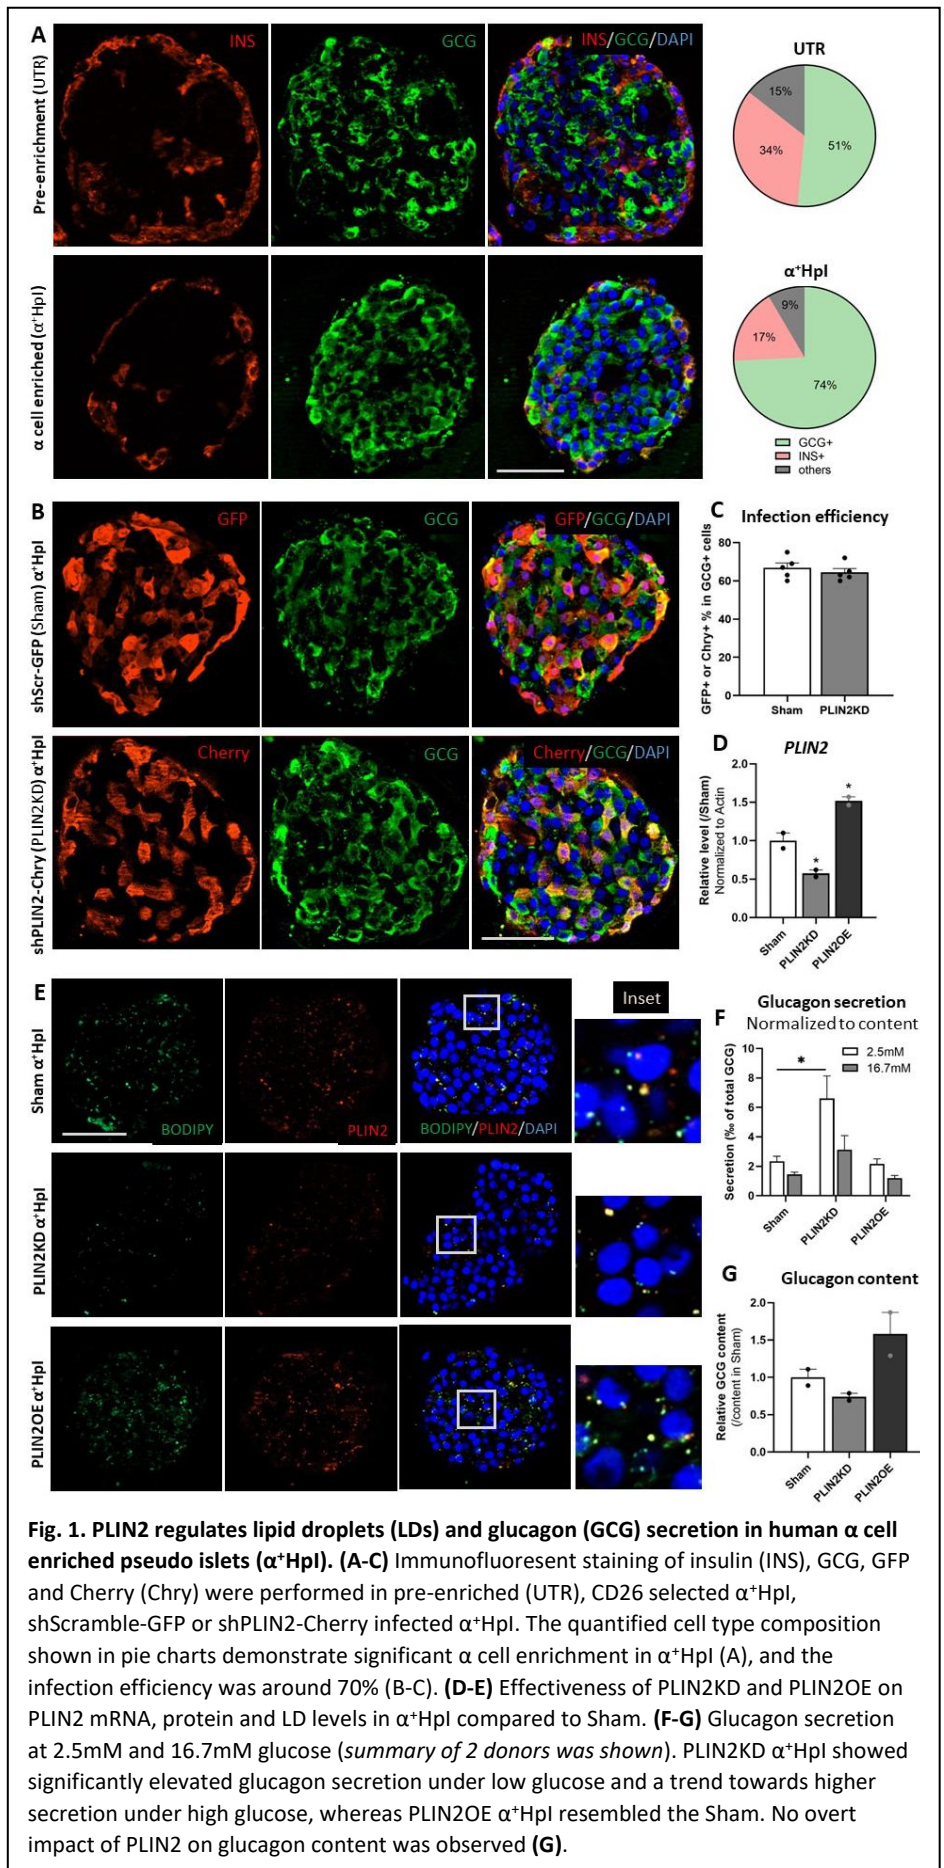 A
INS
GCG
INS/GCG/DAPI
Pre-enrichment (UTR)
UTR
15%
34%
51%
α cell enriched (α⁺HpI)
α⁺HpI
9%
17%
74%
GCG+
INS+
others
B
GFP
GCG
GFP/GCG/DAPI
shScr-GFP (Sham) α⁺HpI
Cherry
GCG
Cherry/GCG/DAPI
shPLIN2-Chry (PLIN2KD) α⁺HpI
C
Infection efficiency
GFP+ or Chry+ % in GCG+ cells
80
60
40
20
0
Sham PLIN2KD
D
PLIN2
Relative level (/Sham)
Normalized to Actin
2.0
1.5
1.0
0.5
0.0
*
*
Sham
PLIN2KD
PLIN2OE
E
Sham α⁺HpI
BODIPY
PLIN2
BODIPY/PLIN2/DAPI
Inset
PLIN2KD α⁺HpI
PLIN2OE α⁺HpI
F
Glucagon secretion
Normalized to content
Secretion (‰ of total GCG)
10
8
6
4
2
0
*
2.5mM
16.7mM
Sham
PLIN2KD
PLIN2OE
G
Glucagon content
Relative GCG content
(/content in Sham)
2.0
1.5
1.0
0.5
0.0
Sham
PLIN2KD
PLIN2OE
Fig. 1. PLIN2 regulates lipid droplets (LDs) and glucagon (GCG) secretion in human α cell
enriched pseudo islets (α⁺HpI). (A-C) Immunofluoresent staining of insulin (INS), GCG, GFP
and Cherry (Chry) were performed in pre-enriched (UTR), CD26 selected α⁺HpI,
shScramble-GFP or shPLIN2-Cherry infected α⁺HpI. The quantified cell type composition
shown in pie charts demonstrate significant α cell enrichment in α⁺HpI (A), and the
infection efficiency was around 70% (B-C). (D-E) Effectiveness of PLIN2KD and PLIN2OE on
PLIN2 mRNA, protein and LD levels in α⁺HpI compared to Sham. (F-G) Glucagon secretion
at 2.5mM and 16.7mM glucose (summary of 2 donors was shown). PLIN2KD α⁺HpI showed
significantly elevated glucagon secretion under low glucose and a trend towards higher
secretion under high glucose, whereas PLIN2OE α⁺HpI resembled the Sham. No overt
impact of PLIN2 on glucagon content was observed (G).